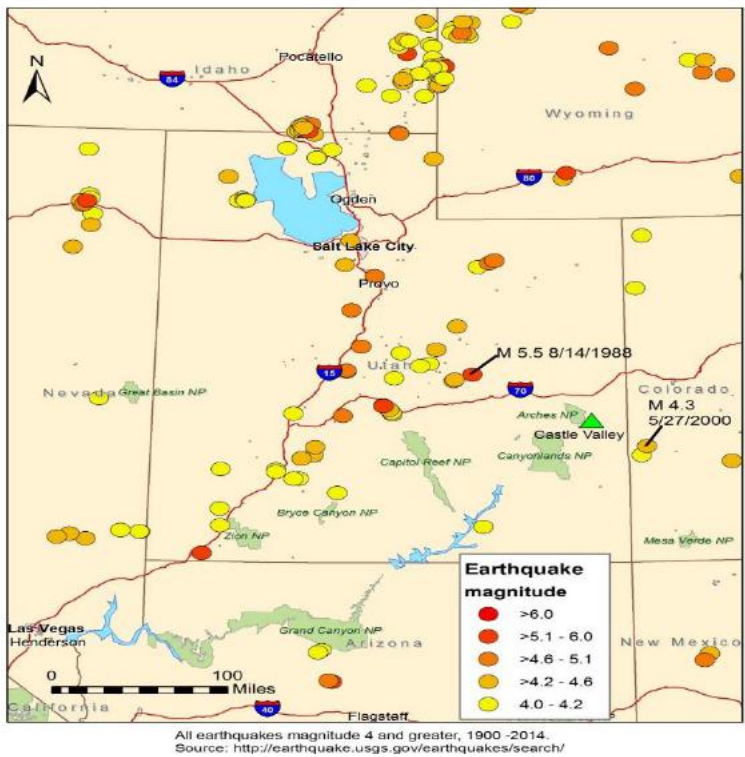 N
Pocatello
Idaho
84
Wyoming
80
Ogden
Salt Lake City
Provo
M 5.5 8/14/1988
15
Utah
70
Nevada
Great Basin NP
Colorado
M 4.3
5/27/2000
Arches NP
Castle Valley
Capitol Reef NP
Canyonlands NP
Bryce Canyon NP
Zion NP
Mesa Verde NP
Earthquake
magnitude
>6.0
>5.1 - 6.0
>4.6 - 5.1
>4.2 - 4.6
4.0 - 4.2
Las Vegas
Henderson
Grand Canyon NP
Arizona
New Mexico
0 100
Miles
California
40
Flagstaff
All earthquakes magnitude 4 and greater, 1900 -2014.
Source: http://earthquake.usgs.gov/earthquakes/search/